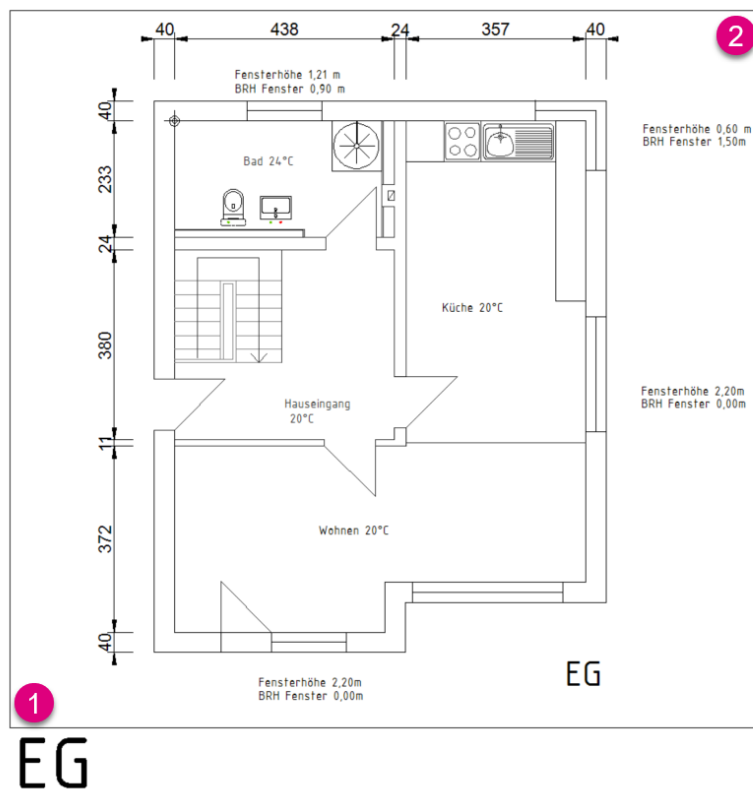 40 438 24 357 40
2
Fensterhöhe 1,21 m
BRH Fenster 0,90 m
40
Fensterhöhe 0,60 m
BRH Fenster 1,50m
Bad 24°C
233
24
Küche 20°C
380
Fensterhöhe 2,20m
BRH Fenster 0,00m
Hauseingang
20°C
11
Wohnen 20°C
372
40
EG
Fensterhöhe 2,20m
BRH Fenster 0,00m
1
EG